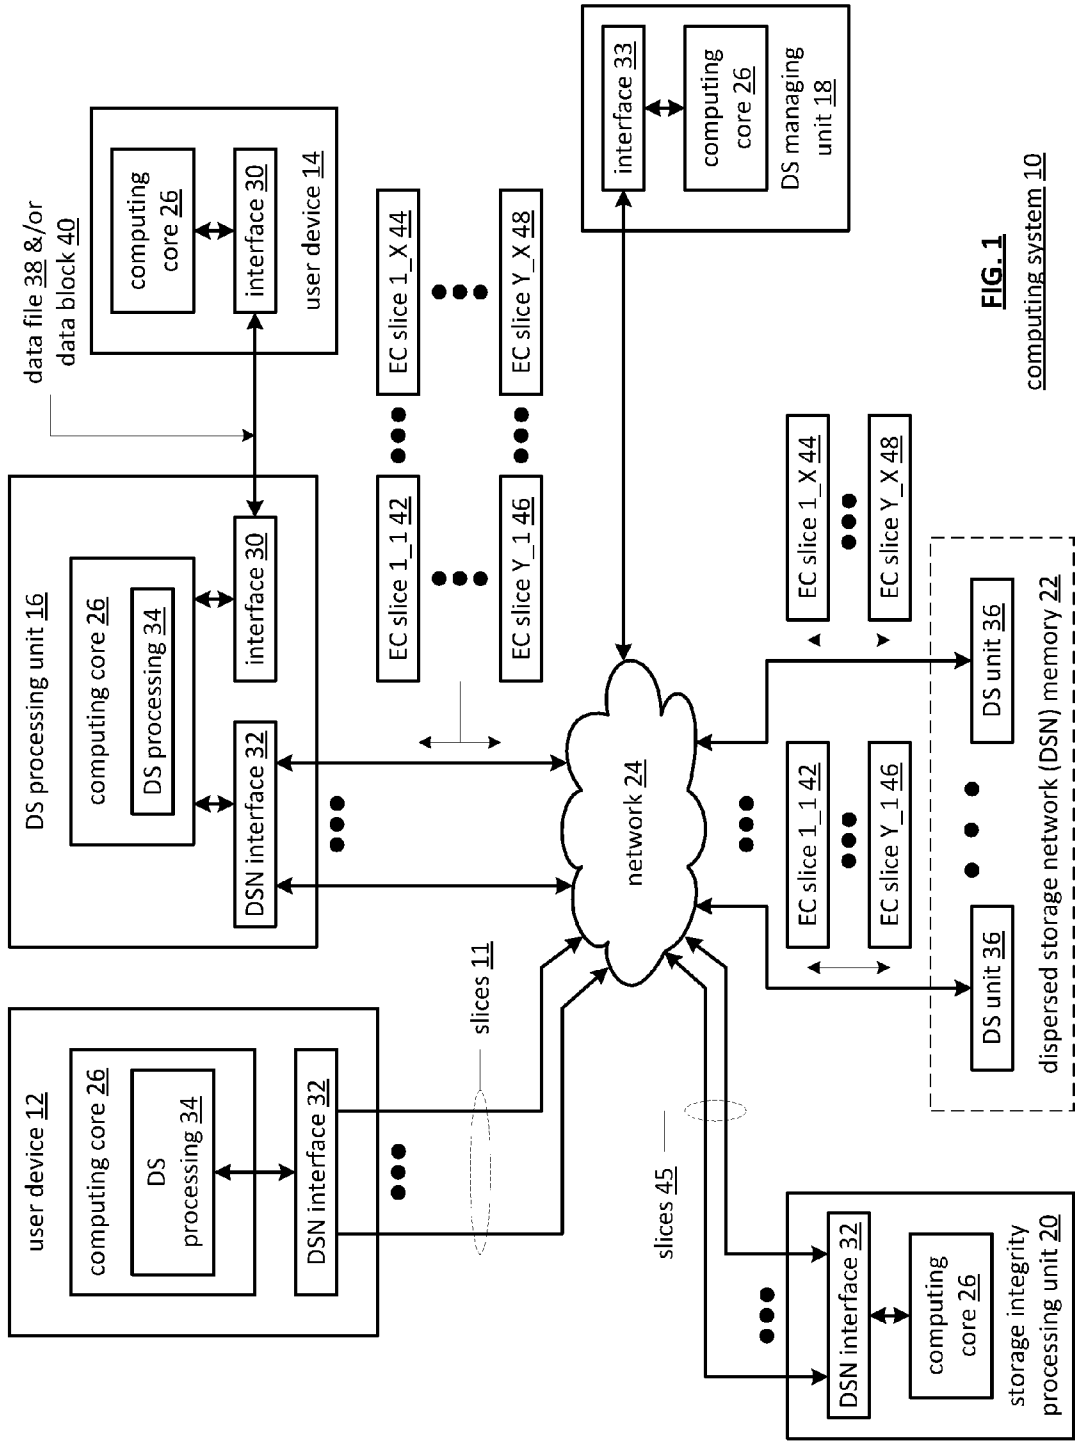 user device 12
computing core 26
DS
processing 34
DSN interface 32
slices 11
DS processing unit 16
computing core 26
DS processing 34
DSN interface 32
interface 30
data file 38 &/or
data block 40
computing
core 26
interface 30
user device 14
EC slice 1_1 42
EC slice 1_X 44
EC slice Y_1 46
EC slice Y_X 48
network 24
interface 33
computing
core 26
DS managing
unit 18
slices 45
DSN interface 32
computing
core 26
storage integrity
processing unit 20
EC slice 1_1 42
EC slice Y_1 46
EC slice 1_X 44
EC slice Y_X 48
DS unit 36
DS unit 36
dispersed storage network (DSN) memory 22
FIG. 1
computing system 10